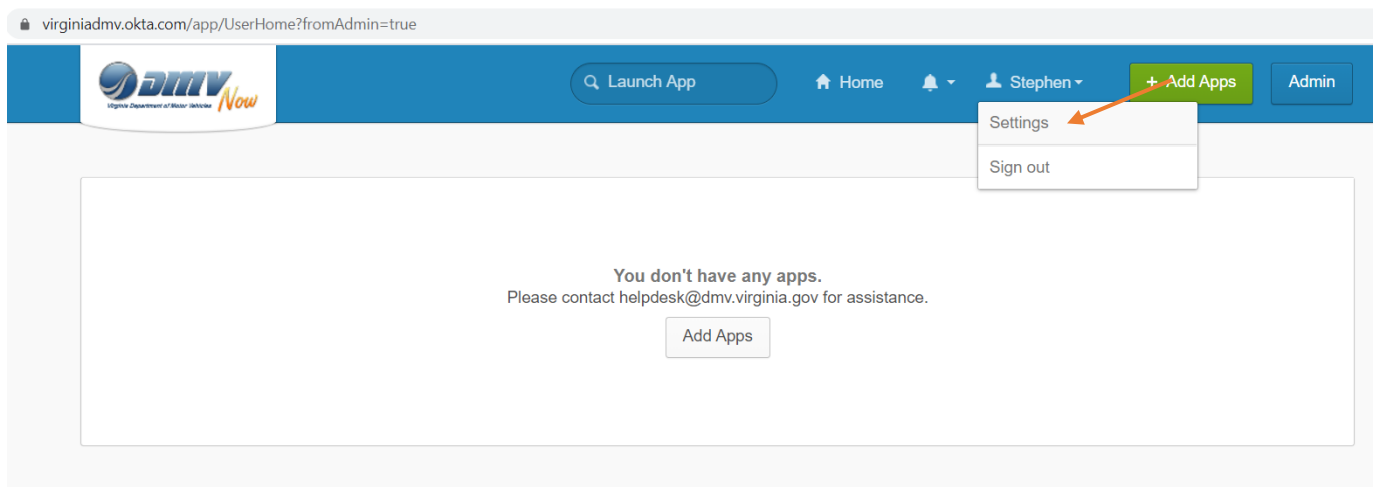 virginiadmv.okta.com/app/UserHome?fromAdmin=true
DMV Now
Virginia Department of Motor Vehicles
Launch App
Home
Stephen
+ Add Apps
Admin
Settings
Sign out
You don't have any apps.
Please contact helpdesk@dmv.virginia.gov for assistance.
Add Apps